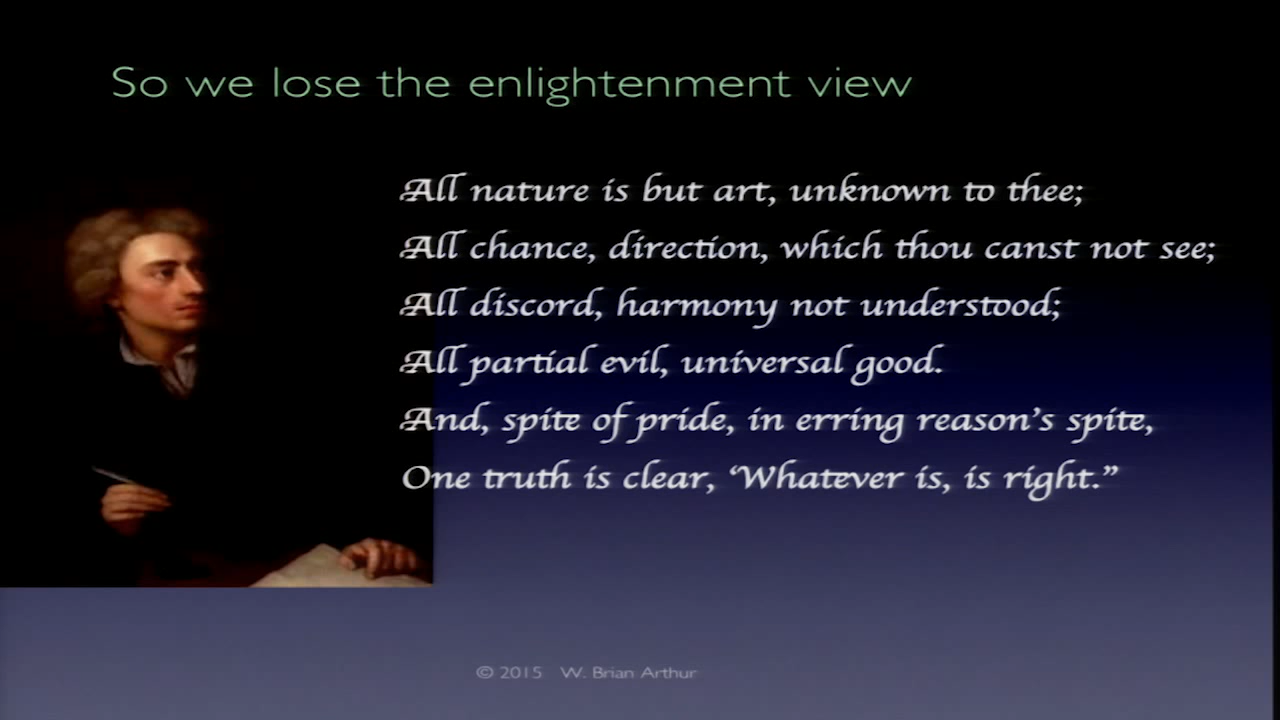 So we lose the enlightenment view
All nature is but art, unknown to thee;
All chance, direction, which thou canst not see;
All discord, harmony not understood;
All partial evil, universal good.
And, spite of pride, in erring reason's spite,
One truth is clear, ‘Whatever is, is right.”
© 2015 W. Brian Arthur